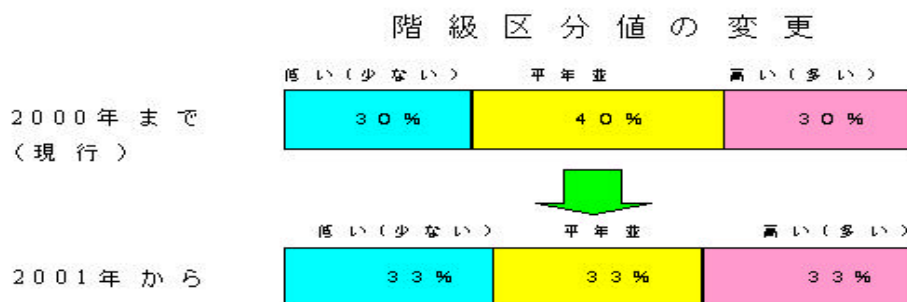 階級区分値の変更
低い(少ない) 平年並 高い(多い)
2000年まで
(現行)
30% 40% 30%
低い(少ない) 平年並 高い(多い)
2001年から
33% 33% 33%